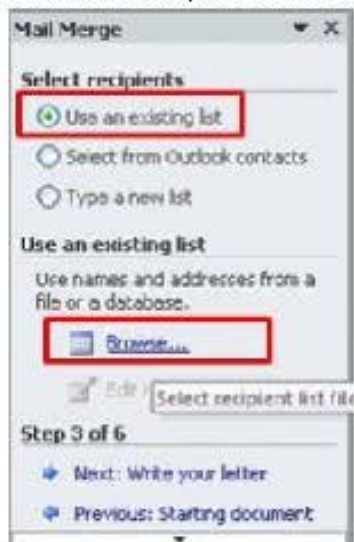 Mail Merge
Select recipients
Use an existing list
Select from Outlook contacts
Type a new list
Use an existing list
Use names and addresses from a
file or a database.
Browse...
Edit
Select recipient list file
Step 3 of 6
Next: Write your letter
Previous: Starting document